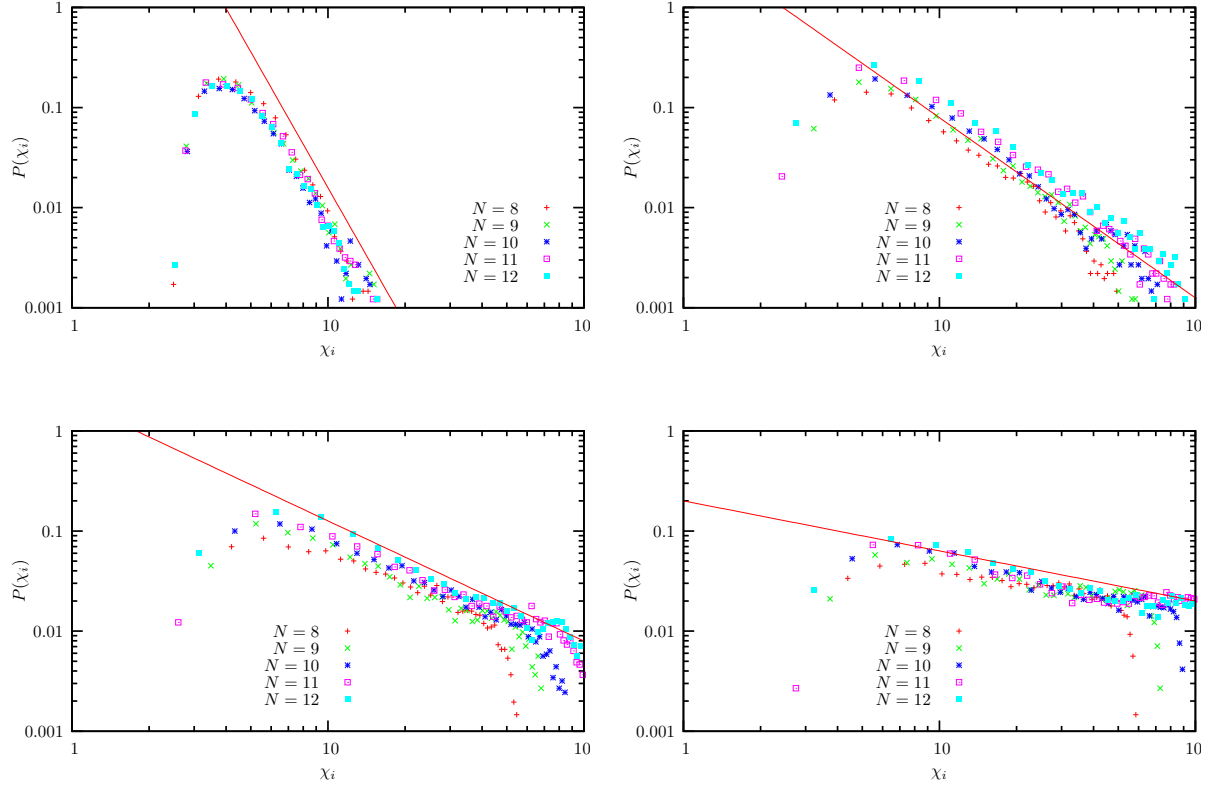 1
0.1
0.01
0.001
1
10
10
P(χᵢ)
χᵢ
N = 8
N = 9
N = 10
N = 11
N = 12
1
0.1
0.01
0.001
1
10
10
P(χᵢ)
χᵢ
N = 8
N = 9
N = 10
N = 11
N = 12
1
0.1
0.01
0.001
1
10
10
P(χᵢ)
χᵢ
N = 8
N = 9
N = 10
N = 11
N = 12
1
0.1
0.01
0.001
1
10
10
P(χᵢ)
χᵢ
N = 8
N = 9
N = 10
N = 11
N = 12